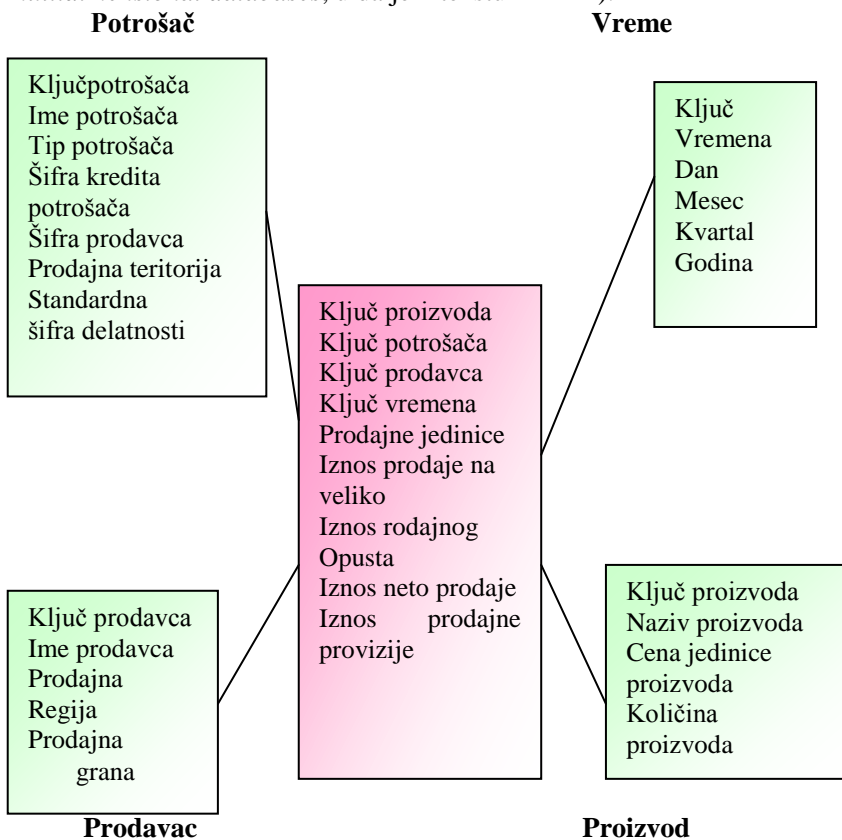 Potrošač
Vreme
Ključpotrošača
Ime potrošača
Tip potrošača
Šifra kredita
potrošača
Šifra prodavca
Prodajna teritorija
Standardna
šifra delatnosti
Ključ
Vremena
Dan
Mesec
Kvartal
Godina
Ključ proizvoda
Ključ potrošača
Ključ prodavca
Ključ vremena
Prodajne jedinice
Iznos prodaje na
veliko
Iznos rodajnog
Opusta
Iznos neto prodaje
Iznos prodajne
provizije
Ključ prodavca
Ime prodavca
Prodajna
Regija
Prodajna
grana
Ključ proizvoda
Naziv proizvoda
Cena jedinice
proizvoda
Količina
proizvoda
Prodavac
Proizvod